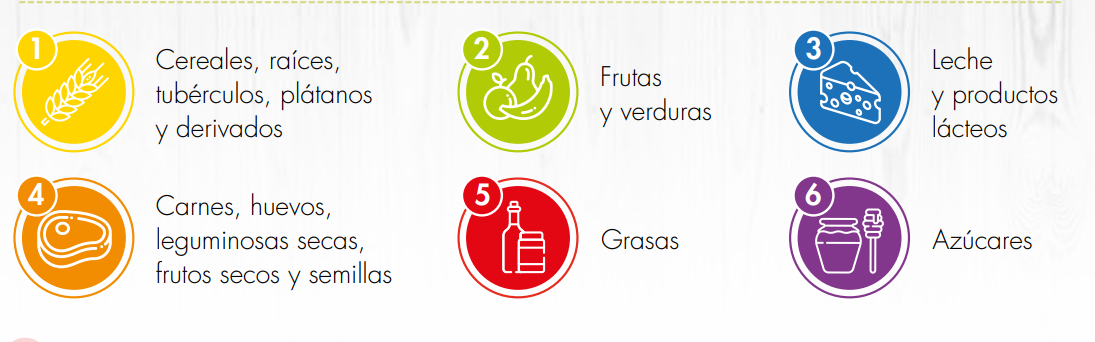 1
Cereales, raíces,
tubérculos, plátanos
y derivados
2
Frutas
y verduras
3
Leche
y productos
lácteos
4
Carnes, huevos,
leguminosas secas,
frutos secos y semillas
5
Grasas
6
Azúcares